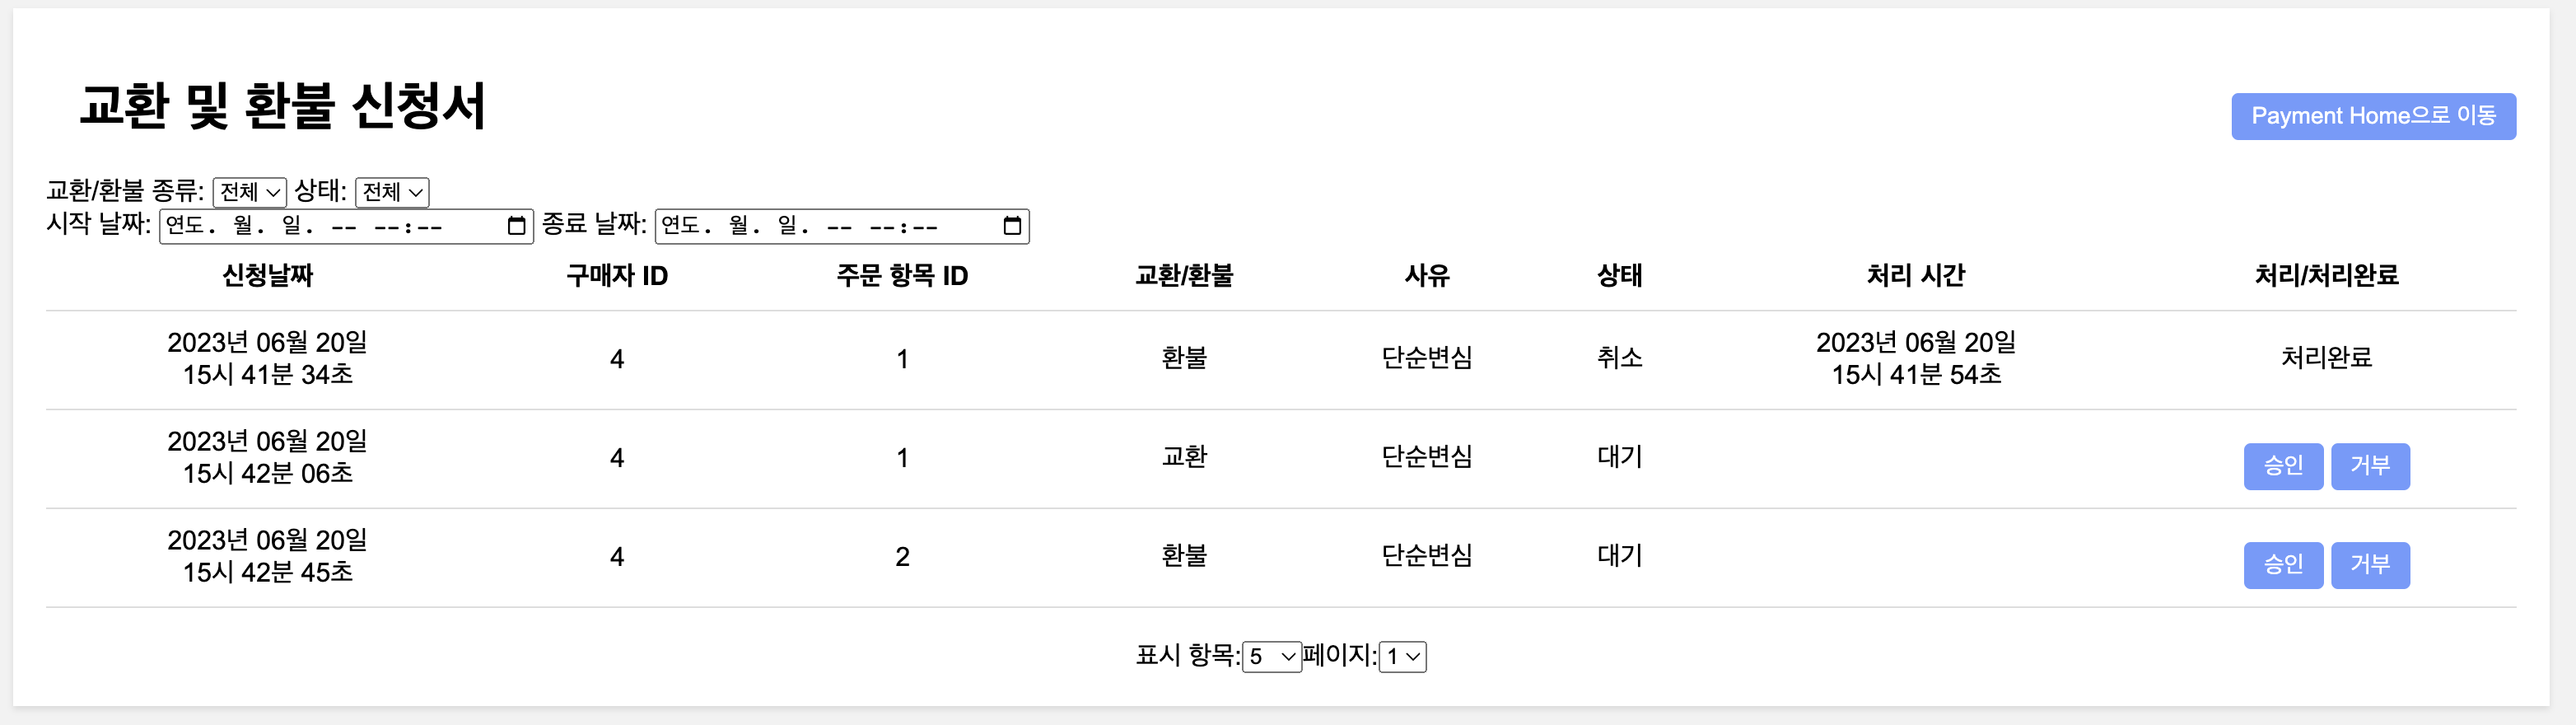 교환 및 환불 신청서
Payment Home으로 이동
교환/환불 종류: 전체 상태: 전체
시작 날짜: 연도. 월. 일. -- --:-- 종료 날짜: 연도. 월. 일. -- --:--
신청날짜 구매자 ID 주문 항목 ID 교환/환불 사유 상태 처리 시간 처리/처리완료
2023년 06월 20일 15시 41분 34초 4 1 환불 단순변심 취소 2023년 06월 20일 15시 41분 54초 처리완료
2023년 06월 20일 15시 42분 06초 4 1 교환 단순변심 대기 승인 거부
2023년 06월 20일 15시 42분 45초 4 2 환불 단순변심 대기 승인 거부
표시 항목: 5 페이지: 1